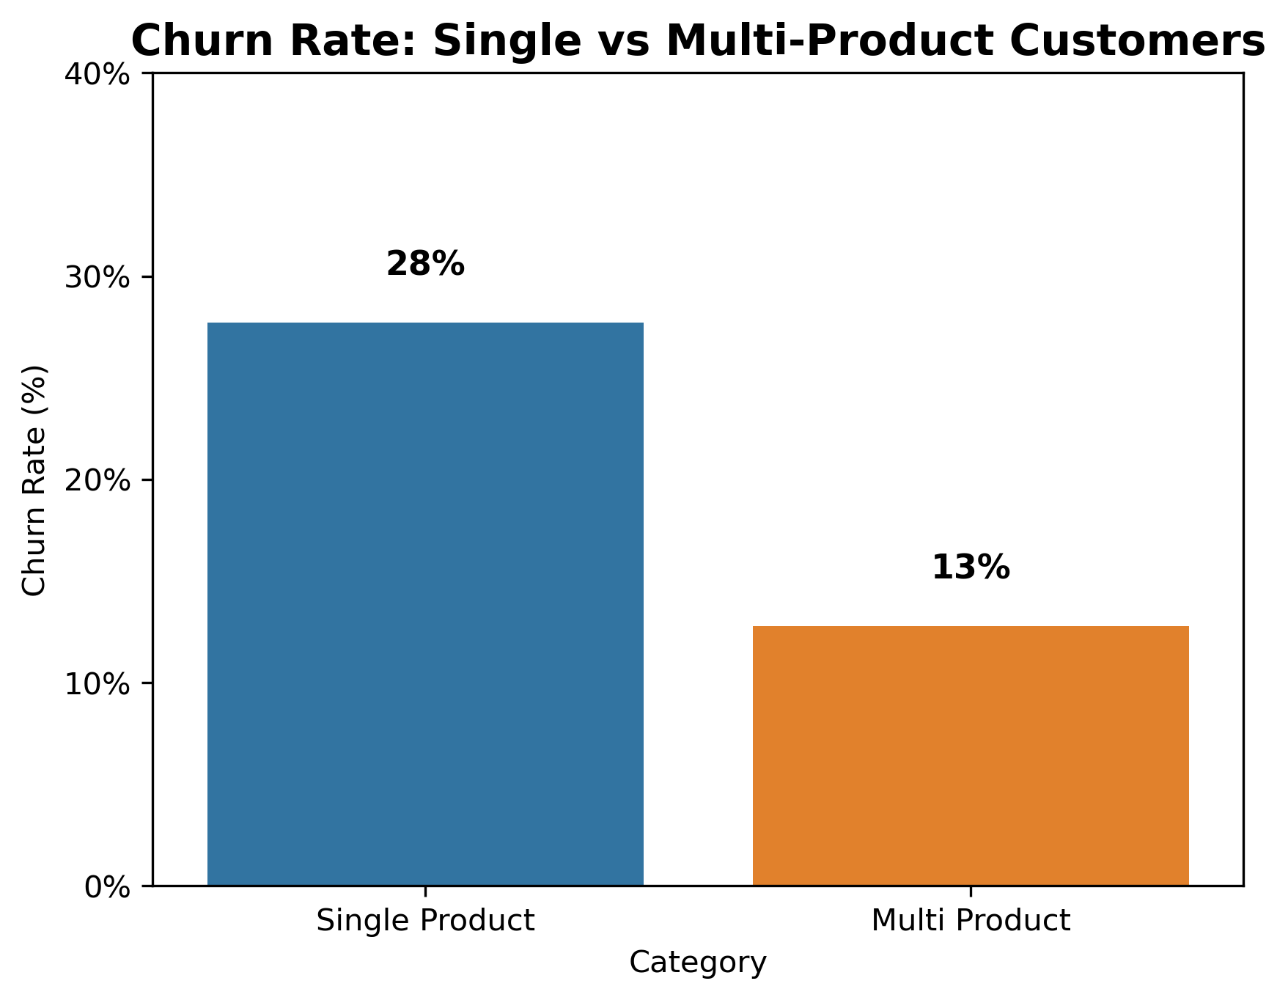 Churn Rate: Single vs Multi-Product Customers
40%
30%
20%
10%
0%
Churn Rate (%)
28%
13%
Single Product
Multi Product
Category